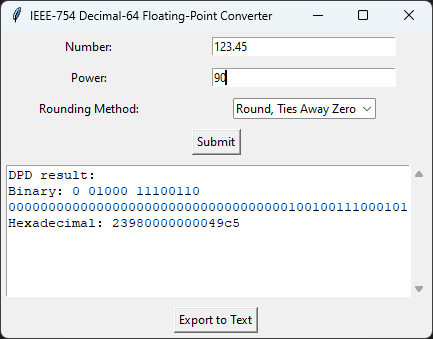 IEEE-754 Decimal-64 Floating-Point Converter
Number: 123.45
Power: 90
Rounding Method: Round, Ties Away Zero
Submit
DPD result:
Binary: 0 01000 11100110
00000000000000000000000000000000000100100111000101
Hexadecimal: 23980000000049c5
Export to Text